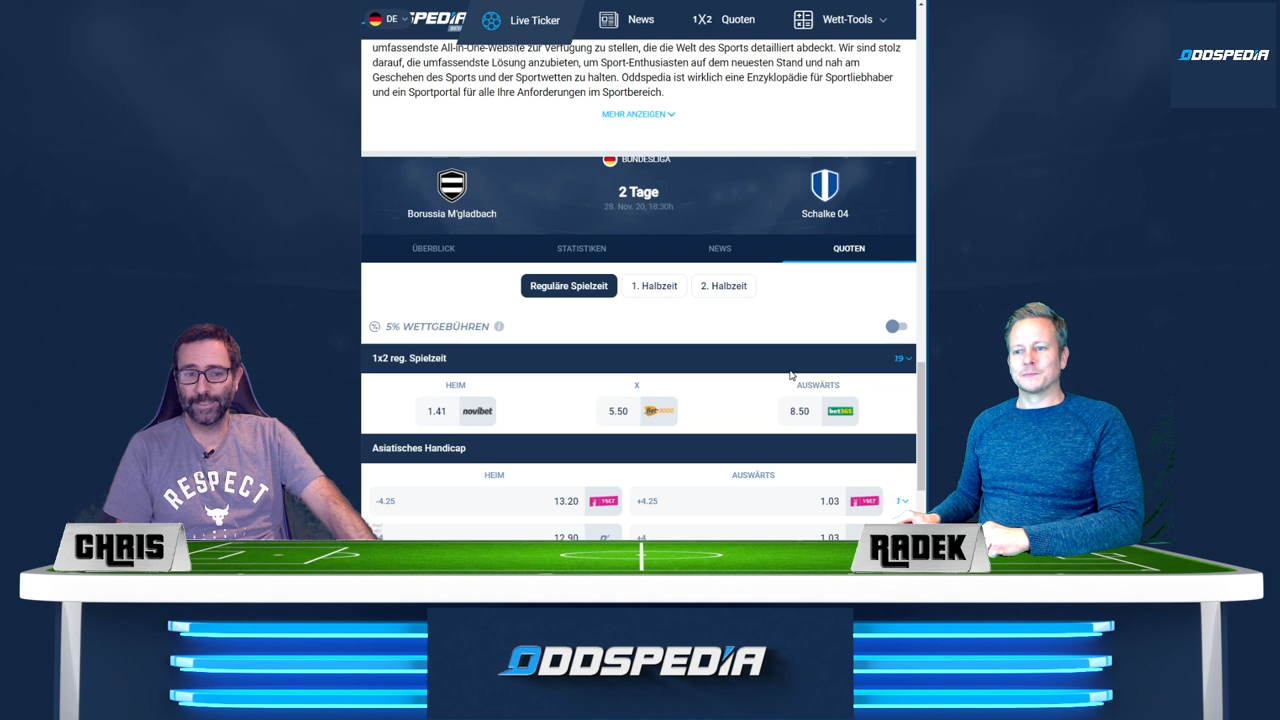 DE
PEDIA
Live Ticker
News
1X2 Quoten
Wett-Tools
ODDSPEDIA
umfassendste All-in-One-Website zur Verfügung zu stellen, die die Welt des Sports detailliert abdeckt. Wir sind stolz
darauf, die umfassendste Lösung anzubieten, um Sport-Enthusiasten auf dem neuesten Stand und nah am
Geschehen des Sports und der Sportwetten zu halten. Oddspedia ist wirklich eine Enzyklopädie für Sportliebhaber
und ein Sportportal für alle Ihre Anforderungen im Sportbereich.
MEHR ANZEIGEN
BUNDESLIGA
2 Tage
28. Nov. 20, 18:30h
Borussia M'gladbach
Schalke 04
ÜBERBLICK
STATISTIKEN
NEWS
QUOTEN
Reguläre Spielzeit
1. Halbzeit
2. Halbzeit
5% WETTGEBÜHREN
1x2 reg. Spielzeit
19
HEIM
X
AUSWÄRTS
1.41 novibet
5.50
8.50 bet365
Asiatisches Handicap
HEIM
AUSWÄRTS
-4.25
13.20 VBET
+4.25
1.03 VBET
1
12.90
+4
1.03
RESPECT
CHRIS
RADEK
ODDSPEDIA